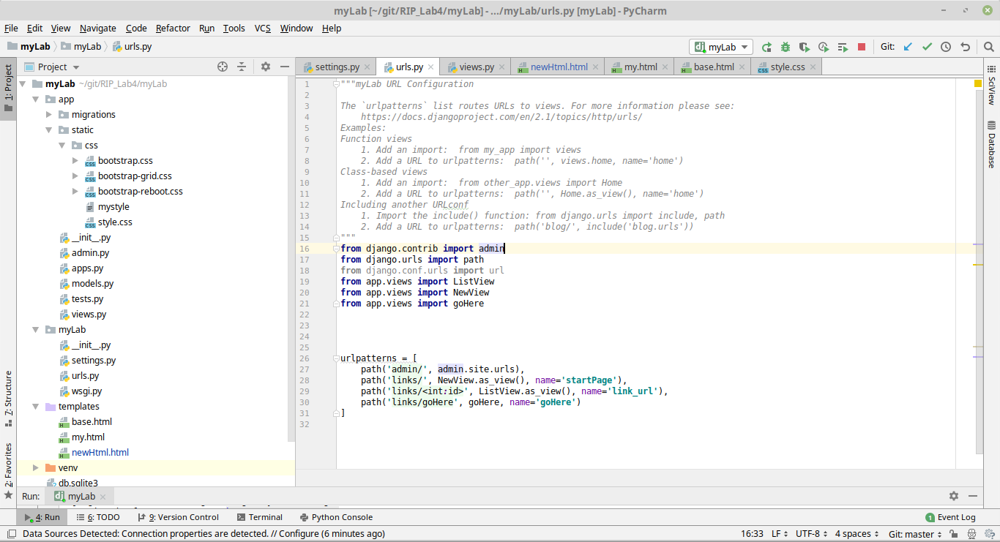 myLab [~/git/RIP_Lab4/myLab] - .../myLab/urls.py [myLab] - PyCharm
File Edit View Navigate Code Refactor Run Tools VCS Window Help
myLab myLab urls.py myLab Git:
Project
settings.py urls.py views.py newHtml.html my.html base.html style.css
1: Project
7: Structure
2: Favorites
SciView
Database
myLab ~/git/RIP_Lab4/myLab
app
migrations
static
css
bootstrap.css
bootstrap-grid.css
bootstrap-reboot.css
mystyle
style.css
__init__.py
admin.py
apps.py
models.py
tests.py
views.py
myLab
__init__.py
settings.py
urls.py
wsgi.py
templates
base.html
my.html
newHtml.html
venv
db.sqlite3
1 """myLab URL Configuration
2
3 The `urlpatterns` list routes URLs to views. For more information please see:
4 https://docs.djangoproject.com/en/2.1/topics/http/urls/
5 Examples:
6 Function views
7 1. Add an import:  from my_app import views
8 2. Add a URL to urlpatterns:  path('', views.home, name='home')
9 Class-based views
10 1. Add an import:  from other_app.views import Home
11 2. Add a URL to urlpatterns:  path('', Home.as_view(), name='home')
12 Including another URLconf
13 1. Import the include() function: from django.urls import include, path
14 2. Add a URL to urlpatterns:  path('blog/', include('blog.urls'))
15 """
16 from django.contrib import admin
17 from django.urls import path
18 from django.conf.urls import url
19 from app.views import ListView
20 from app.views import NewView
21 from app.views import goHere
22
23
24
25
26 urlpatterns = [
27 path('admin/', admin.site.urls),
28 path('links/', NewView.as_view(), name='startPage'),
29 path('links/<int:id>', ListView.as_view(), name='link_url'),
30 path('links/goHere', goHere, name='goHere')
31 ]
32
Run: myLab
4: Run 6: TODO 9: Version Control Terminal Python Console 1 Event Log
Data Sources Detected: Connection properties are detected. // Configure (6 minutes ago) 16:33 LF UTF-8 4 spaces Git: master